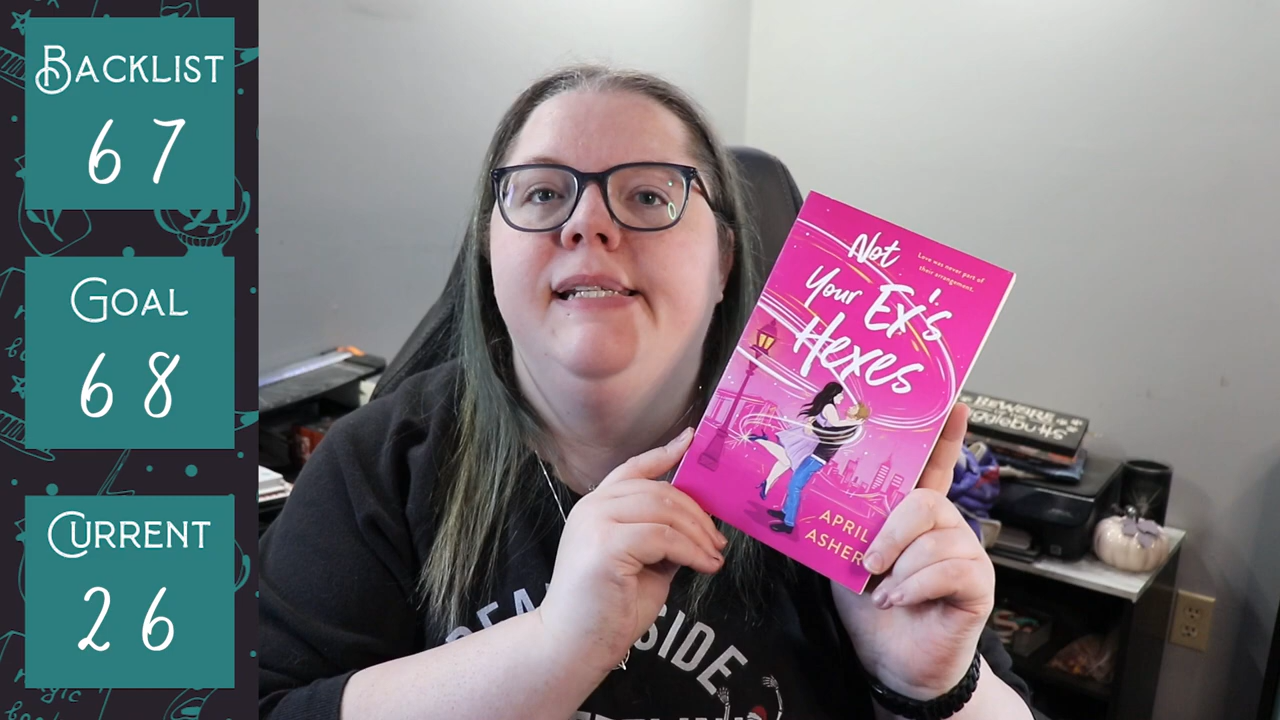 Backlist
67
Goal
68
Current
26
Not
Your Ex's
Hexes
Love was never part of
their arrangement.
APRIL
ASHER
BEWARE
SIDE
Magic